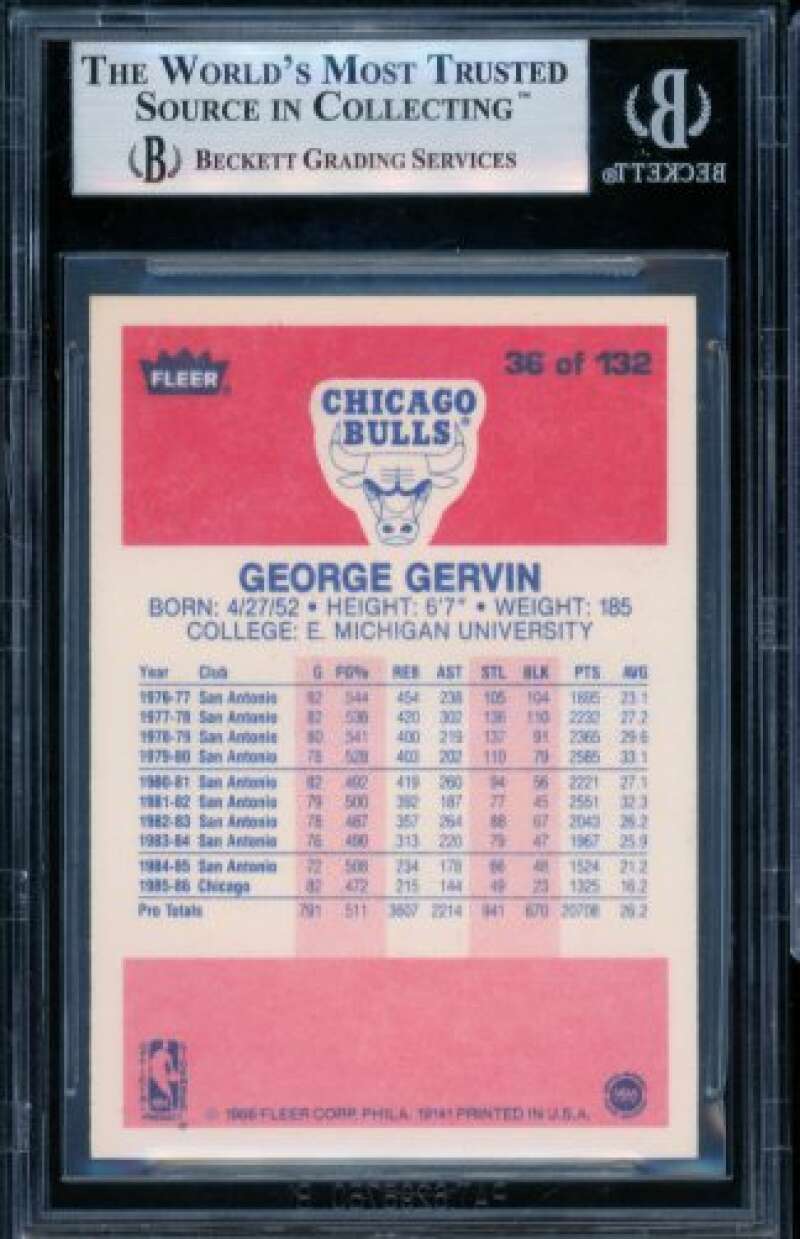 THE WORLD'S MOST TRUSTED
SOURCE IN COLLECTING™
(B) BECKETT GRADING SERVICES
B
BECKETT®
FLEER®
36 of 132
CHICAGO
BULLS®
GEORGE GERVIN
BORN: 4/27/52 • HEIGHT: 6'7" • WEIGHT: 185
COLLEGE: E. MICHIGAN UNIVERSITY
Year Club G FG% REB AST STL BLK PTS AVG
1976-77 San Antonio 82 544 454 238 105 104 1895 23.1
1977-78 San Antonio 82 536 420 302 136 110 2232 27.2
1978-79 San Antonio 80 541 400 219 137 91 2365 29.6
1979-80 San Antonio 78 528 403 202 110 79 2585 33.1
1980-81 San Antonio 82 492 419 260 94 56 2221 27.1
1981-82 San Antonio 79 500 392 187 77 45 2551 32.3
1982-83 San Antonio 78 487 357 264 88 67 2043 26.2
1983-84 San Antonio 76 490 313 220 79 47 1967 25.9
1984-85 San Antonio 72 508 234 178 66 48 1524 21.2
1985-86 Chicago 82 472 215 144 49 23 1325 16.2
Pro Totals 791 511 3607 2214 941 670 20708 26.2
© 1986 FLEER CORP. PHILA. 19141 PRINTED IN U.S.A.